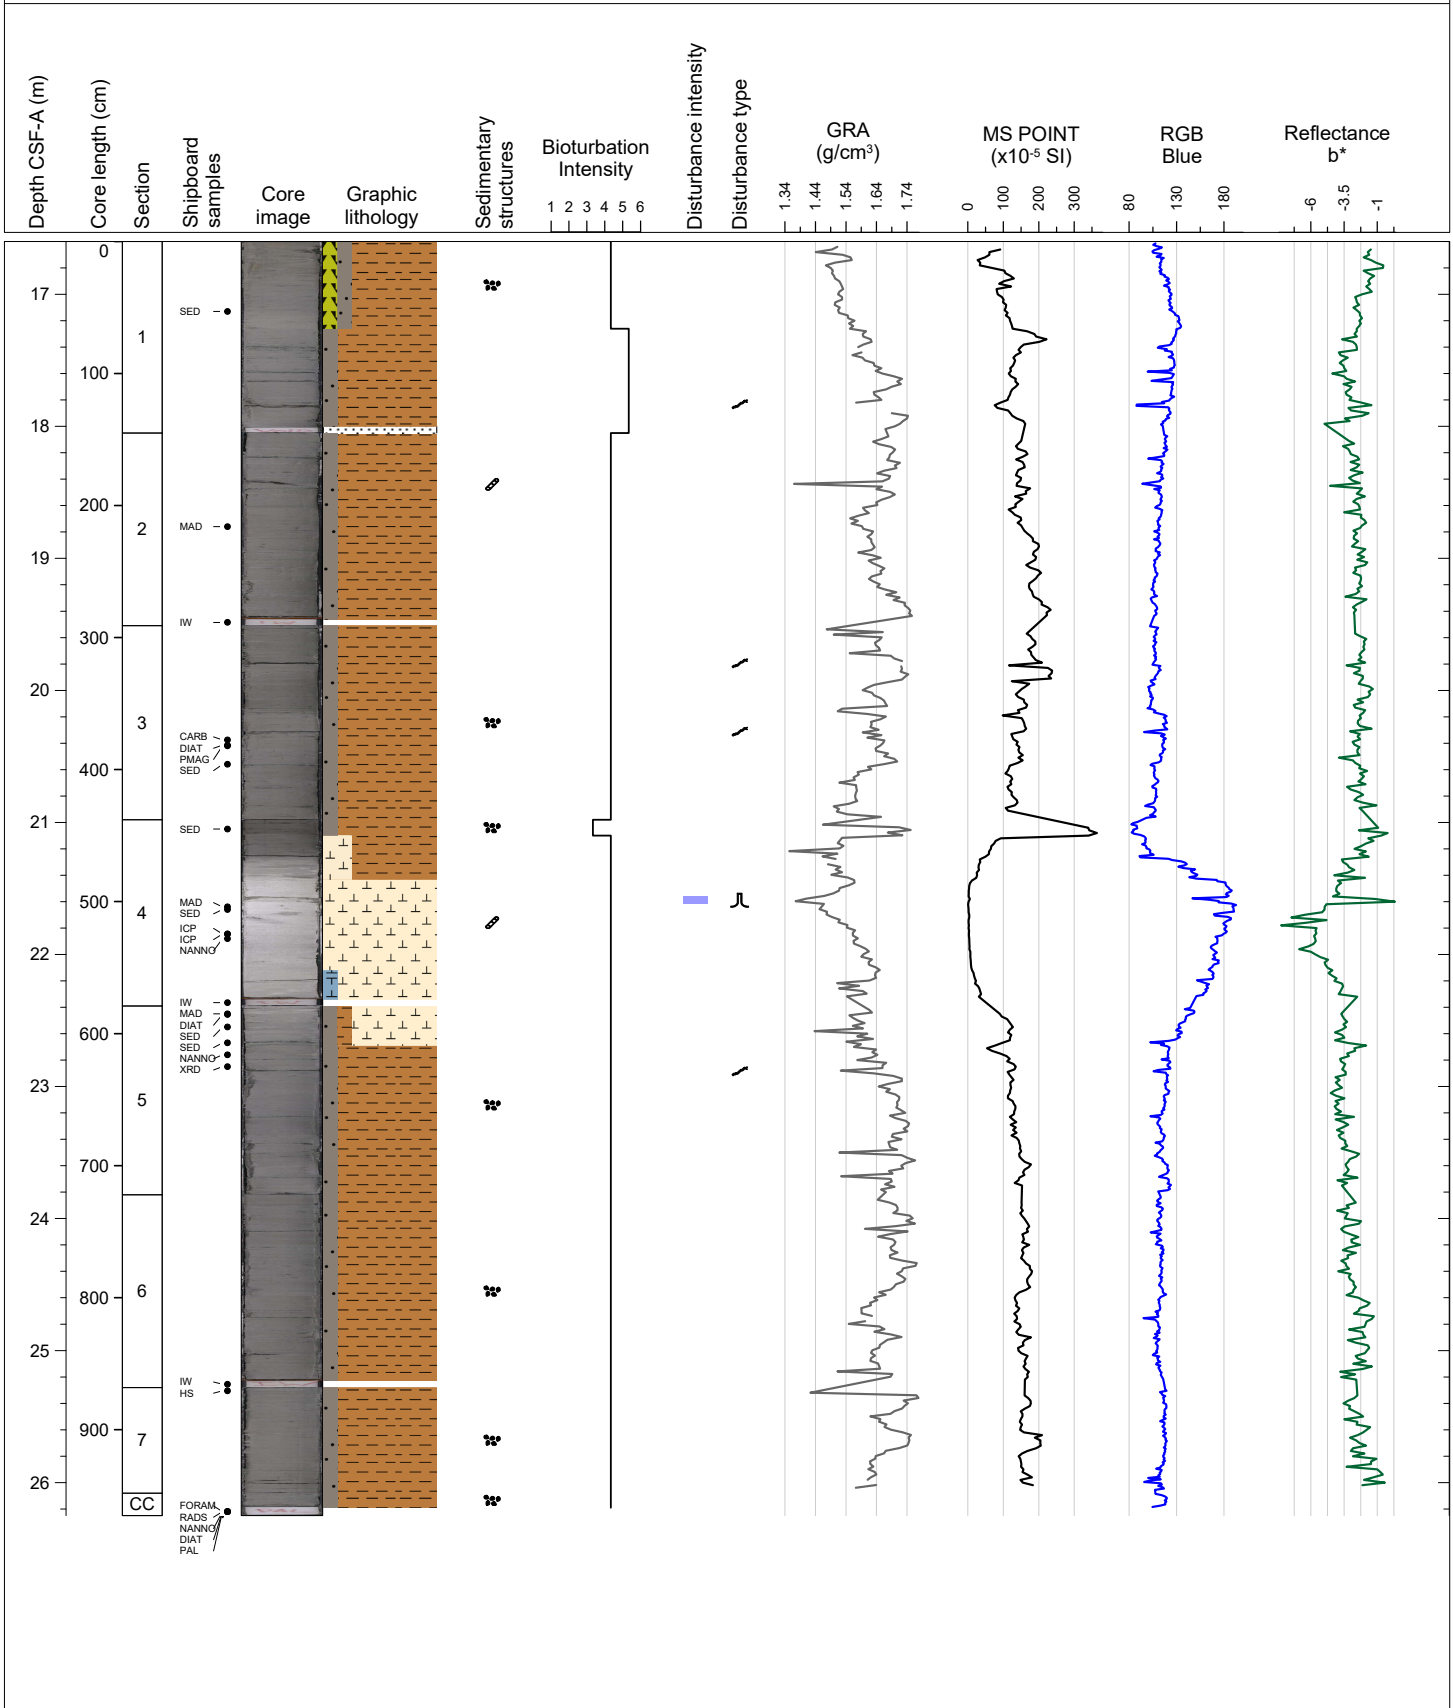 Depth CSF-A (m)
Core length (cm)
Section
Shipboard
samples
Core
image
Graphic
lithology
Sedimentary
structures
Bioturbation
Intensity
1 2 3 4 5 6
Disturbance intensity
Disturbance type
GRA
(g/cm³)
1.34 1.44 1.54 1.64 1.74
MS POINT
(x10⁻⁵ SI)
0 100 200 300
RGB
Blue
80 130 180
Reflectance
b*
-6 -3.5 -1
0
17
SED
1
100
18
200
MAD
2
19
IW
300
20
3
CARB
DIAT
PMAG
SED
400
21
SED
500
MAD
SED
4
ICP
ICP
NANNO
22
IW
MAD
DIAT
600
SED
SED
NANNO
XRD
23
5
700
24
6
800
25
IW
HS
900
7
26
CC
FORAM
RADS
NANNO
DIAT
PAL